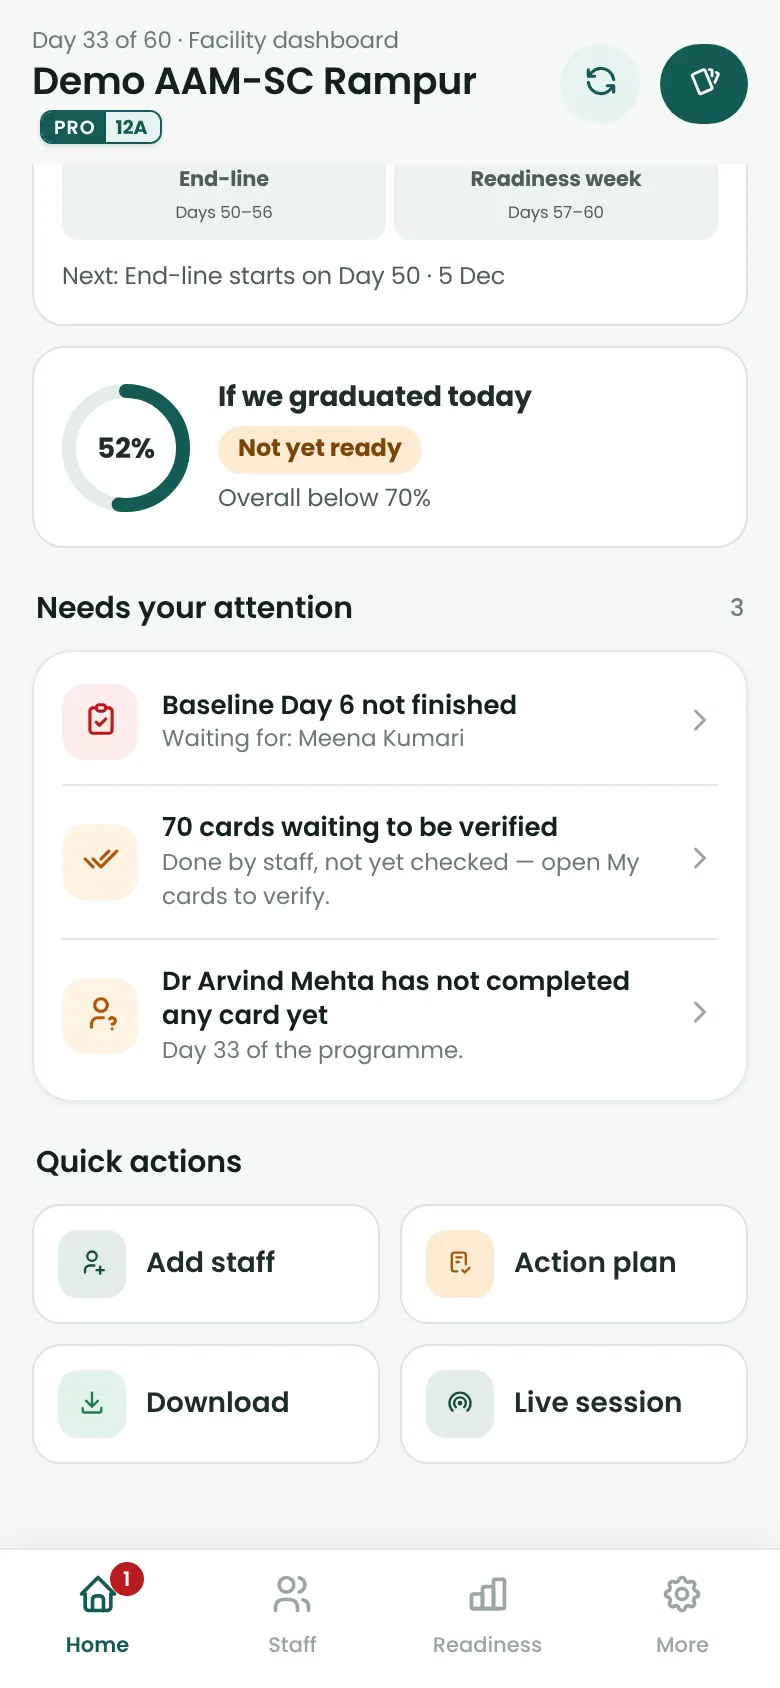 Day 33 of 60 · Facility dashboard
Demo AAM-SC Rampur
PRO 12A
End-line
Days 50–56
Readiness week
Days 57–60
Next: End-line starts on Day 50 · 5 Dec
52%
If we graduated today
Not yet ready
Overall below 70%
Needs your attention
3
Baseline Day 6 not finished
Waiting for: Meena Kumari
70 cards waiting to be verified
Done by staff, not yet checked — open My
cards to verify.
Dr Arvind Mehta has not completed
any card yet
Day 33 of the programme.
Quick actions
Add staff
Action plan
Download
Live session
1
Home
Staff
Readiness
More